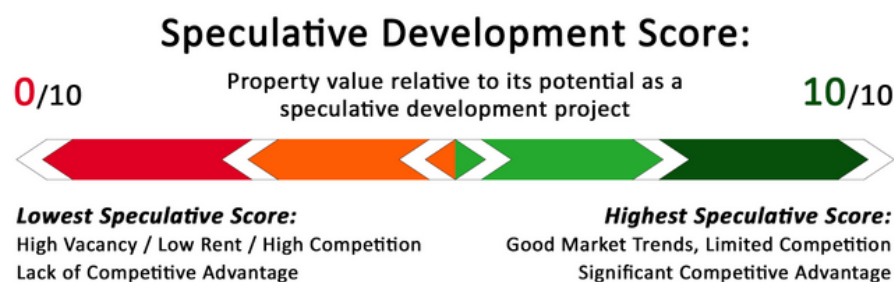 Speculative Development Score:
0/10
Property value relative to its potential as a
speculative development project
10/10
Lowest Speculative Score:
High Vacancy / Low Rent / High Competition
Lack of Competitive Advantage
Highest Speculative Score:
Good Market Trends, Limited Competition
Significant Competitive Advantage